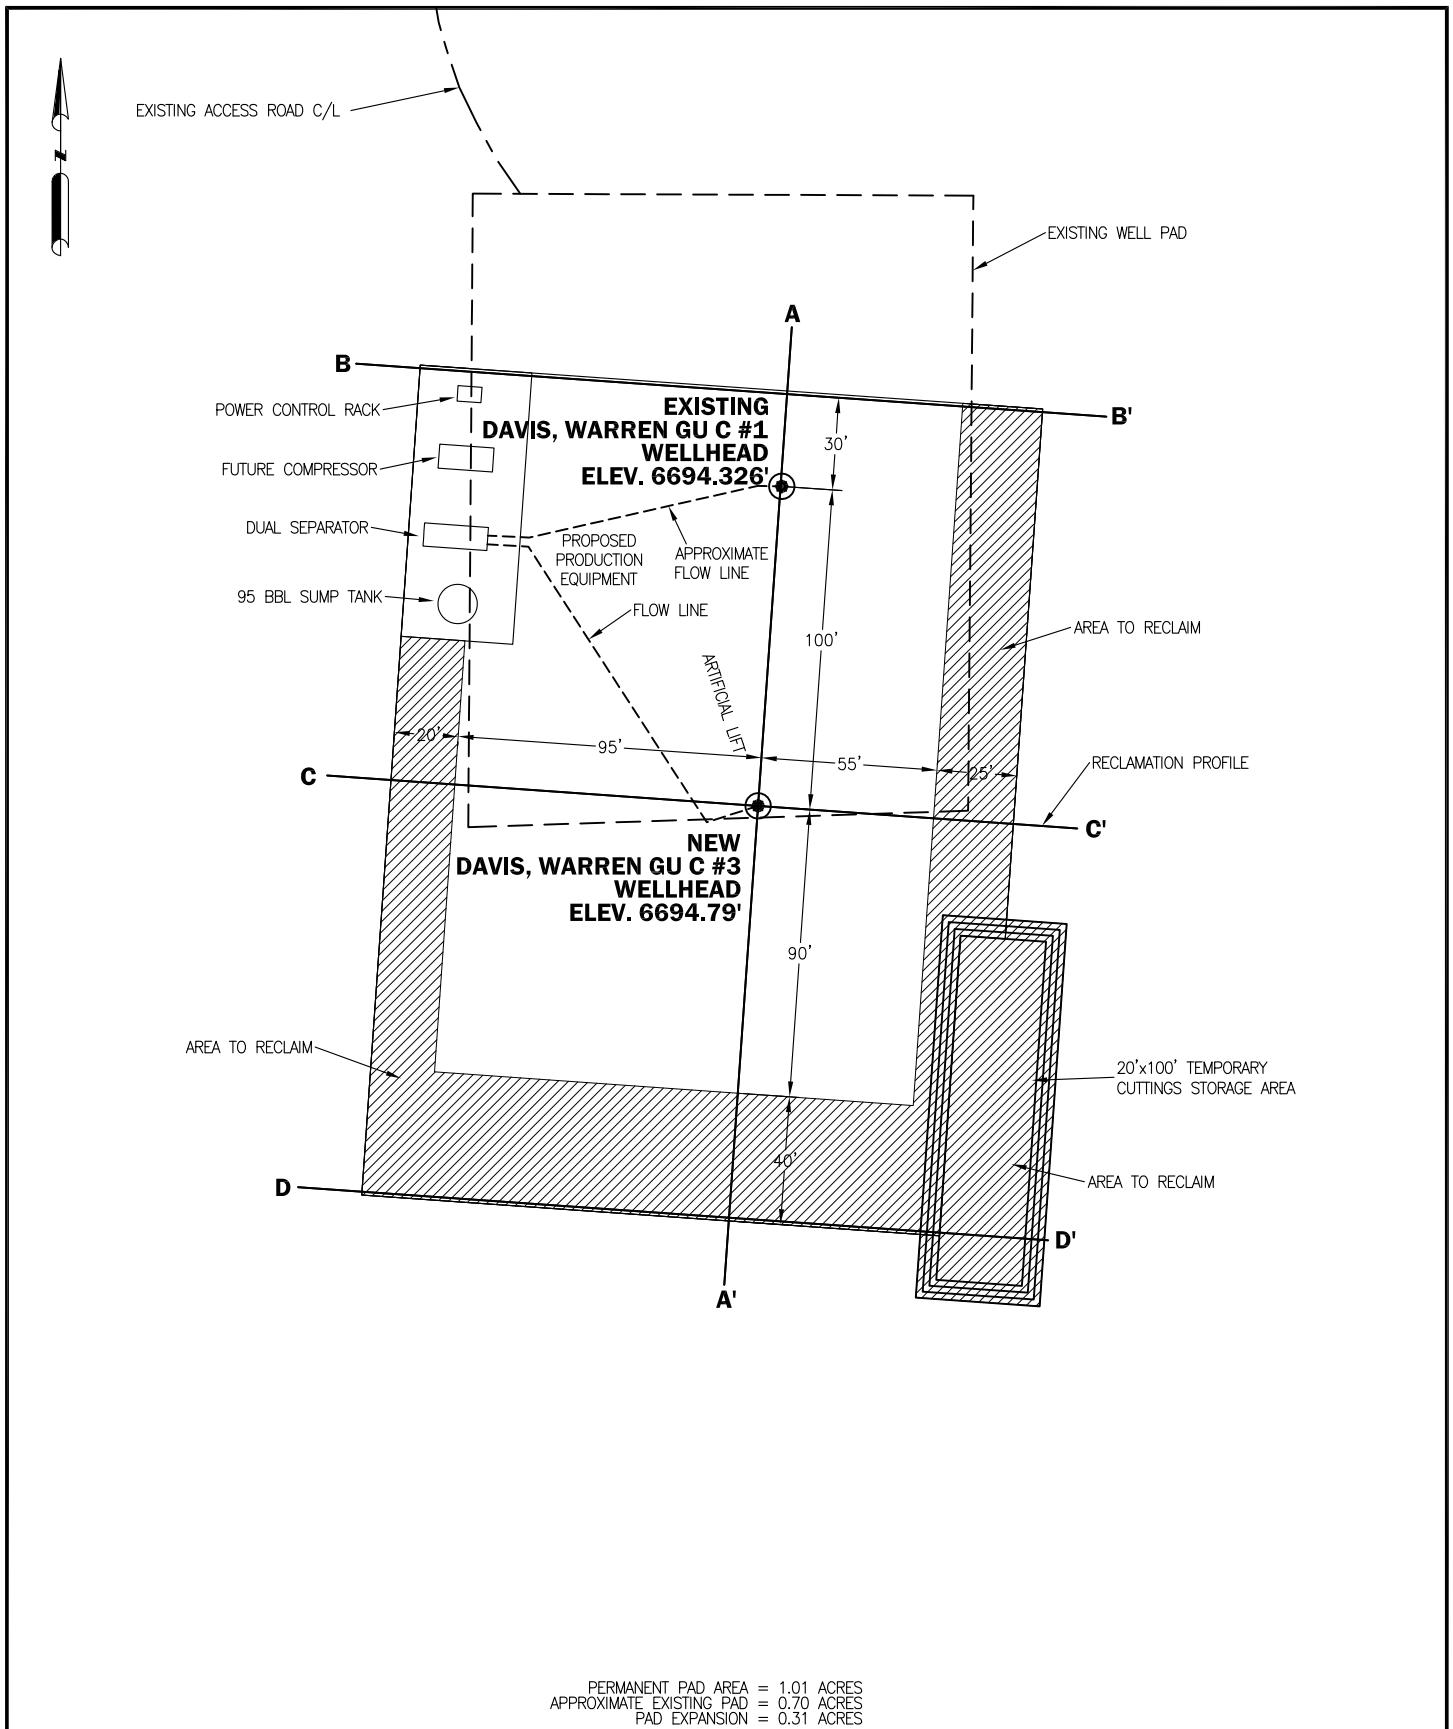 EXISTING ACCESS ROAD C/L
N
EXISTING WELL PAD
A
B
B'
POWER CONTROL RACK
EXISTING
DAVIS, WARREN GU C #1
WELLHEAD
ELEV. 6694.326'
30'
FUTURE COMPRESSOR
DUAL SEPARATOR
PROPOSED
PRODUCTION
EQUIPMENT
APPROXIMATE
FLOW LINE
95 BBL SUMP TANK
FLOW LINE
100'
AREA TO RECLAIM
ARTIFICIAL LIFT
20'
95'
55'
25'
RECLAMATION PROFILE
C
C'
NEW
DAVIS, WARREN GU C #3
WELLHEAD
ELEV. 6694.79'
90'
AREA TO RECLAIM
20'x100' TEMPORARY
CUTTINGS STORAGE AREA
40'
AREA TO RECLAIM
D
D'
A'
PERMANENT PAD AREA = 1.01 ACRES
APPROXIMATE EXISTING PAD = 0.70 ACRES
PAD EXPANSION = 0.31 ACRES